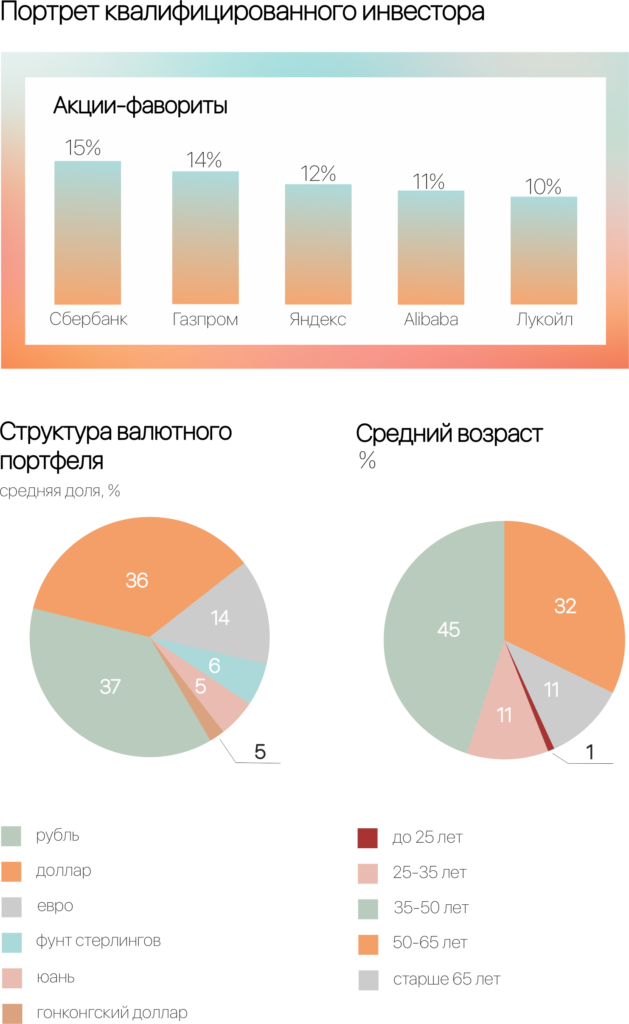 Портрет квалифицированного инвестора
Акции-фавориты
15%
14%
12%
11%
10%
Сбербанк
Газпром
Яндекс
Alibaba
Лукойл
Структура валютного
портфеля
средняя доля, %
36
14
6
5
37
5
рубль
доллар
евро
фунт стерлингов
юань
гонконгский доллар
Средний возраст
%
45
32
11
11
1
до 25 лет
25-35 лет
35-50 лет
50-65 лет
старше 65 лет